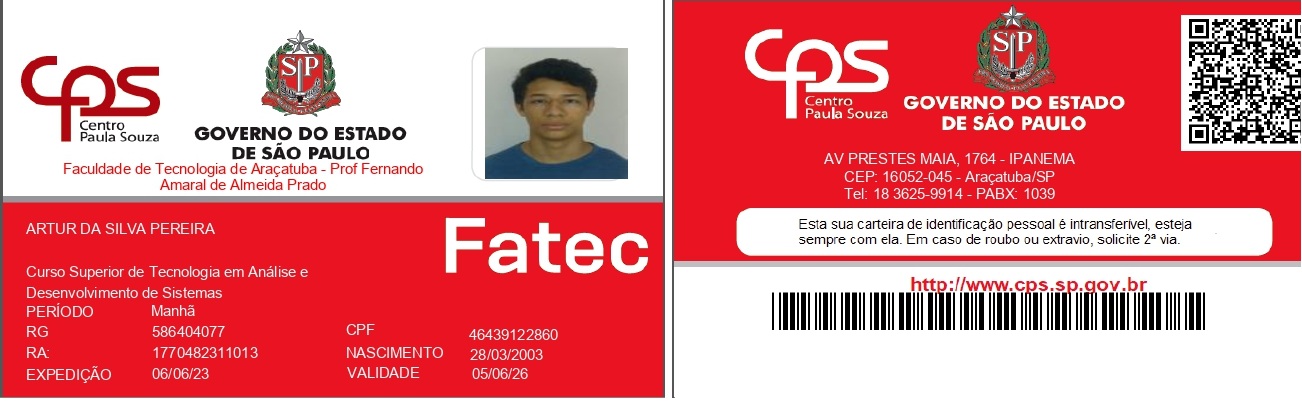 cps
Centro
Paula Souza
SP
GOVERNO DO ESTADO
DE SÃO PAULO
Faculdade de Tecnologia de Araçatuba - Prof Fernando
Amaral de Almeida Prado
ARTUR DA SILVA PEREIRA
Fatec
Curso Superior de Tecnologia em Análise e
Desenvolvimento de Sistemas
PERÍODO Manhã
RG 586404077 CPF 46439122860
RA: 1770482311013 NASCIMENTO 28/03/2003
EXPEDIÇÃO 06/06/23 VALIDADE 05/06/26
cps
Centro
Paula Souza
SP
GOVERNO DO ESTADO
DE SÃO PAULO
AV PRESTES MAIA, 1764 - IPANEMA
CEP: 16052-045 - Araçatuba/SP
Tel: 18 3625-9914 - PABX: 1039
Esta sua carteira de identificação pessoal é intransferível, esteja
sempre com ela. Em caso de roubo ou extravio, solicite 2ª via.
http://www.cps.sp.gov.br